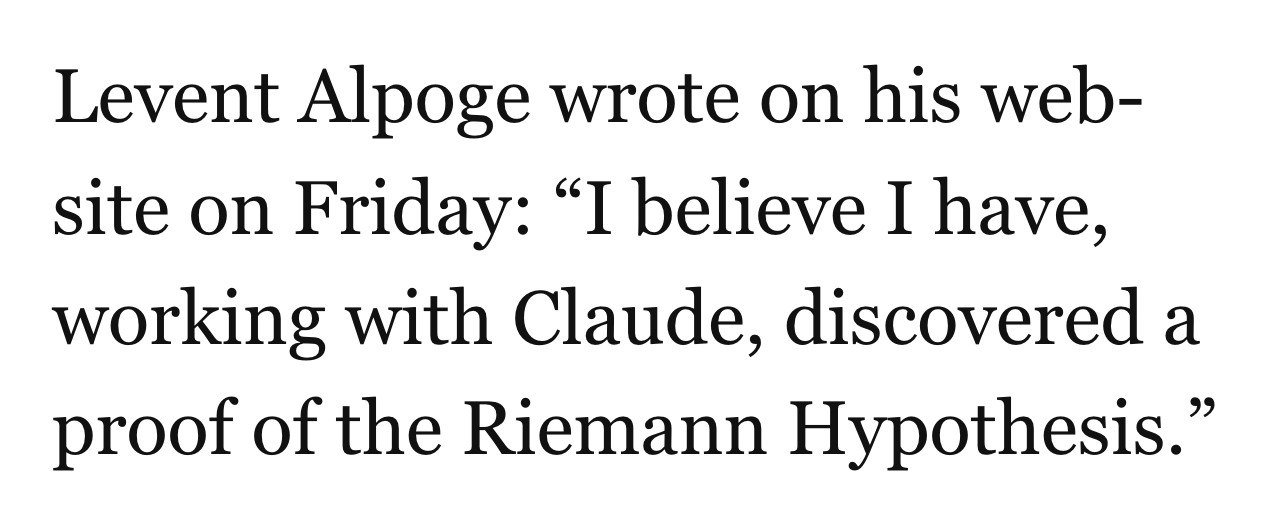 Levent Alpoge wrote on his web-
site on Friday: “I believe I have,
working with Claude, discovered a
proof of the Riemann Hypothesis.”